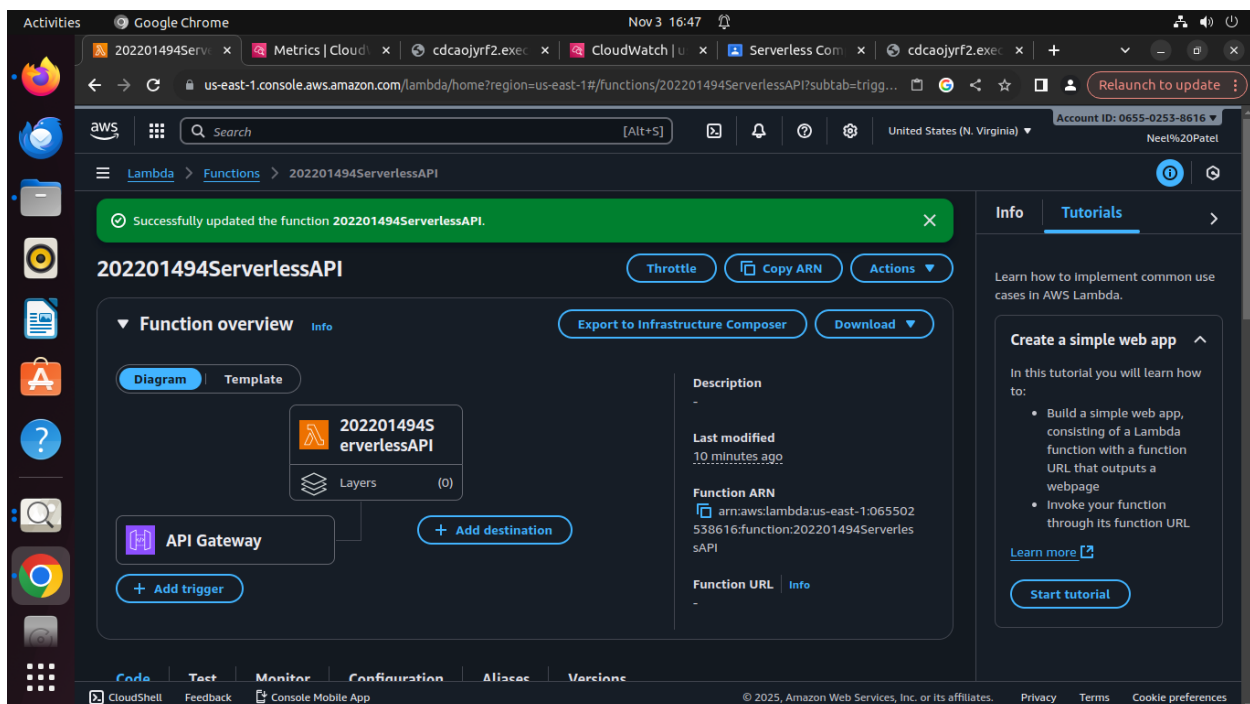 Activities
Google Chrome
Nov 3 16:47
202201494Serv
Metrics | Cloud
cdcaojyrf2.exec
CloudWatch | u
Serverless Com
cdcaojyrf2.exec
us-east-1.console.aws.amazon.com/lambda/home?region=us-east-1#/functions/202201494ServerlessAPI?subtab=trigg...
Relaunch to update
aws
Search
[Alt+S]
United States (N. Virginia)
Account ID: 0655-0253-8616
Neel%20Patel
Lambda > Functions > 202201494ServerlessAPI
Successfully updated the function 202201494ServerlessAPI.
202201494ServerlessAPI
Throttle
Copy ARN
Actions
Function overview Info
Export to Infrastructure Composer
Download
Diagram
Template
202201494S
erverlessAPI
Layers (0)
API Gateway
+ Add destination
+ Add trigger
Description
-
Last modified
10 minutes ago
Function ARN
arn:aws:lambda:us-east-1:065502
538616:function:202201494Serverles
sAPI
Function URL Info
-
Info
Tutorials
Learn how to implement common use
cases in AWS Lambda.
Create a simple web app
In this tutorial you will learn how
to:
• Build a simple web app,
consisting of a Lambda
function with a function
URL that outputs a
webpage
• Invoke your function
through its function URL
Learn more
Start tutorial
Code Test Monitor Configuration Aliases Versions
CloudShell Feedback Console Mobile App
© 2025, Amazon Web Services, Inc. or its affiliates. Privacy Terms Cookie preferences